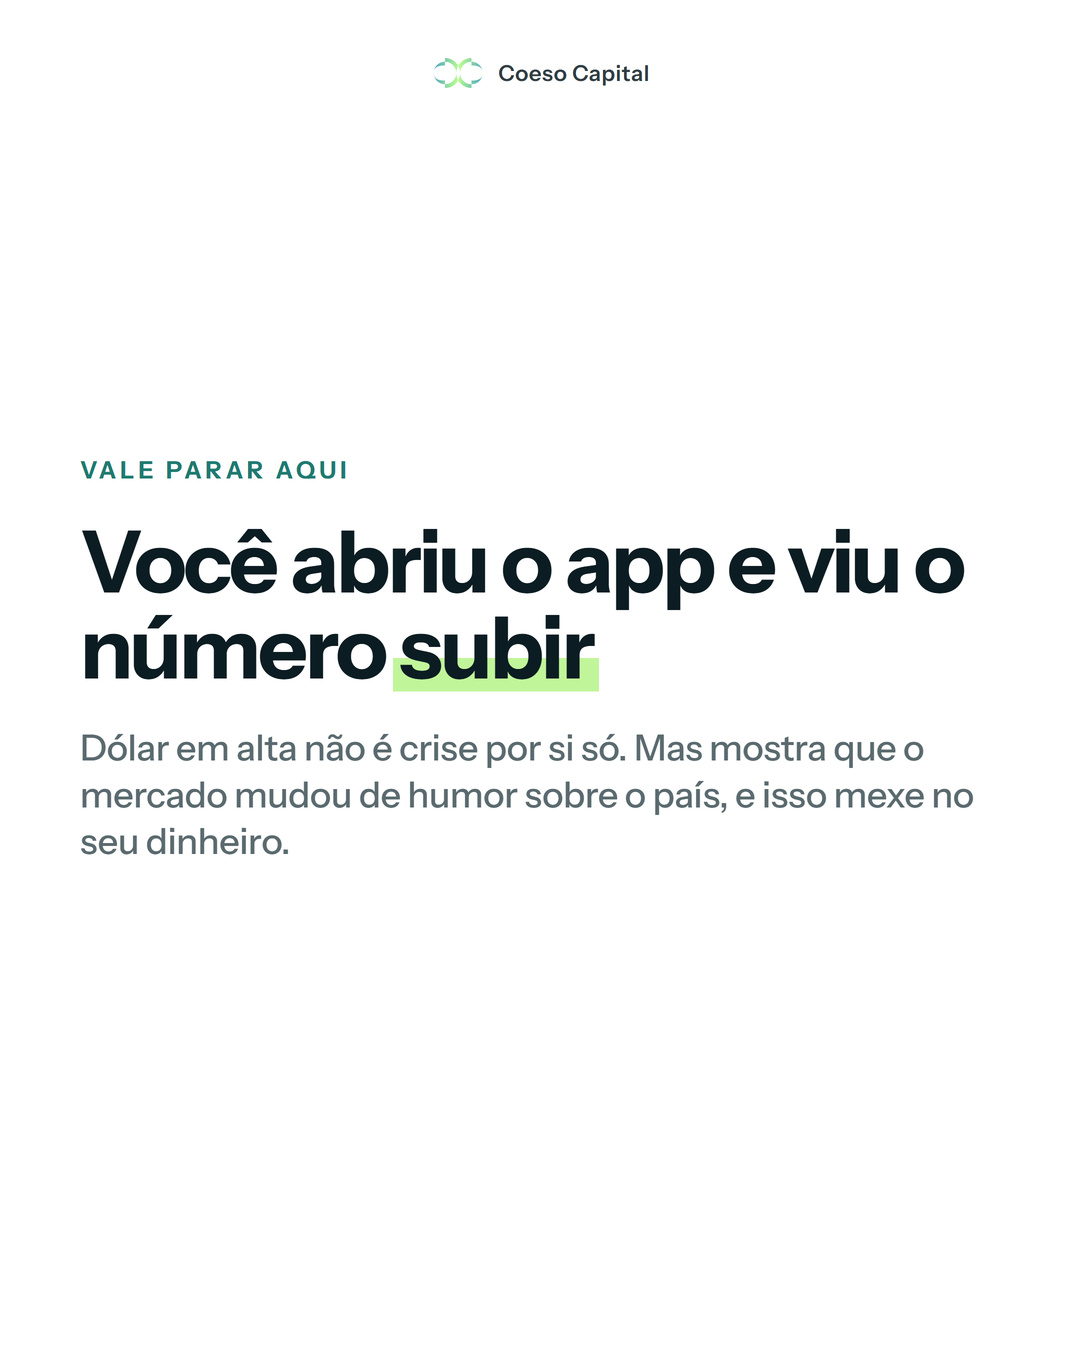 Coeso Capital
VALE PARAR AQUI
Você abriu o app e viu o
número subir
Dólar em alta não é crise por si só. Mas mostra que o
mercado mudou de humor sobre o país, e isso mexe no
seu dinheiro.